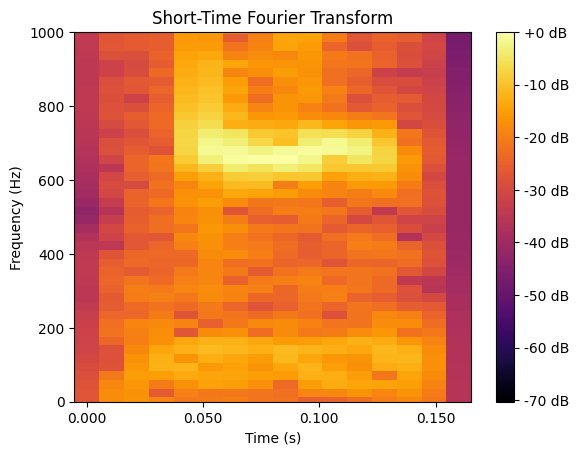 Short-Time Fourier Transform
1000
800
600
400
200
0
Frequency (Hz)
0.000
0.050
0.100
0.150
Time (s)
+0 dB
-10 dB
-20 dB
-30 dB
-40 dB
-50 dB
-60 dB
-70 dB